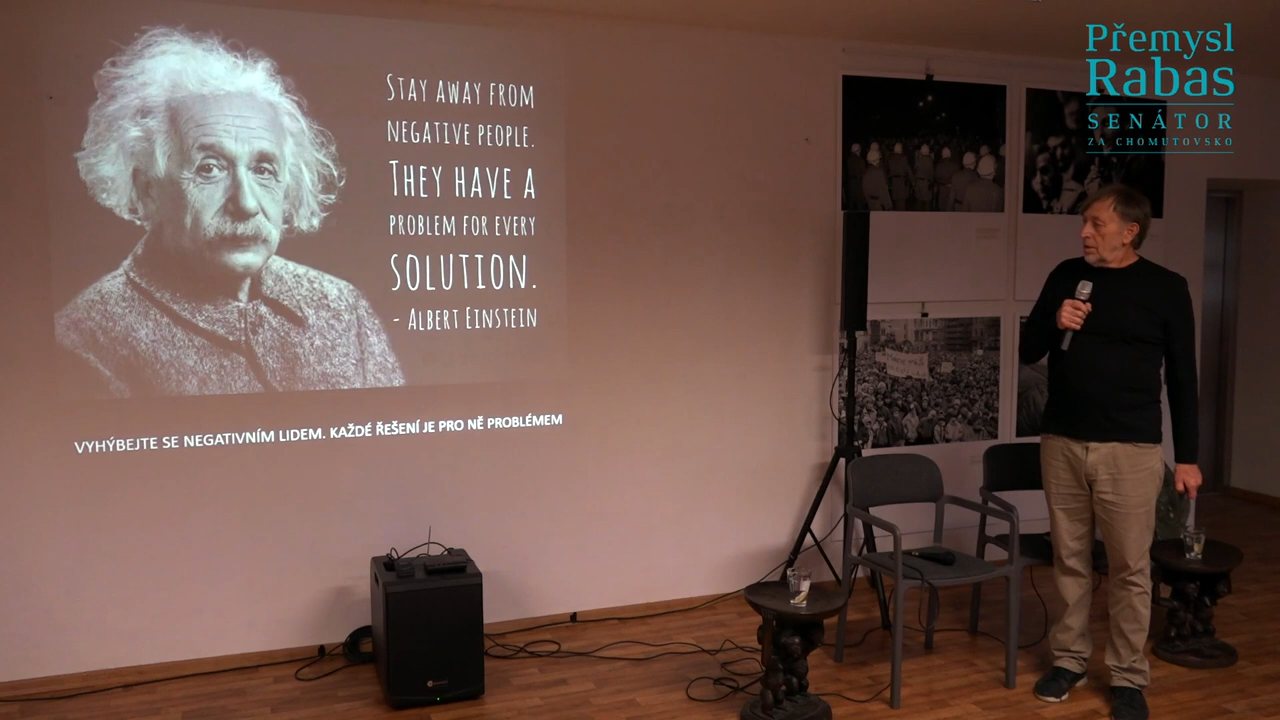 STAY AWAY FROM
NEGATIVE PEOPLE.
THEY HAVE A
PROBLEM FOR EVERY
SOLUTION.
- ALBERT EINSTEIN
VYHÝBEJTE SE NEGATIVNÍM LIDEM. KAŽDÉ ŘEŠENÍ JE PRO NĚ PROBLÉMEM
Přemysl
Rabas
SENÁTOR
ZA CHOMUTOVSKO